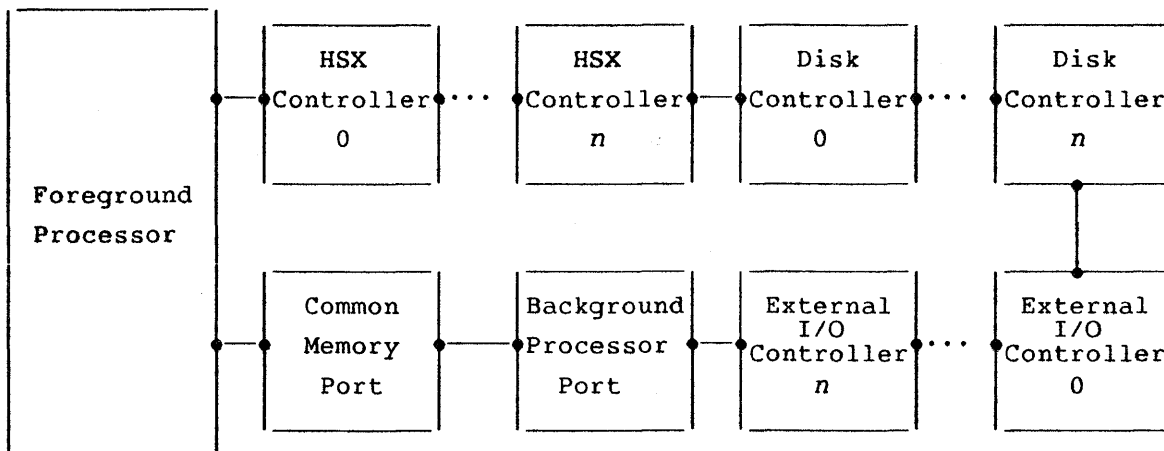 Foreground
Processor
HSX
Controller
0
...
HSX
Controller
n
Disk
Controller
0
...
Disk
Controller
n
Common
Memory
Port
Background
Processor
Port
External
I/O
Controller
n
...
External
I/O
Controller
0